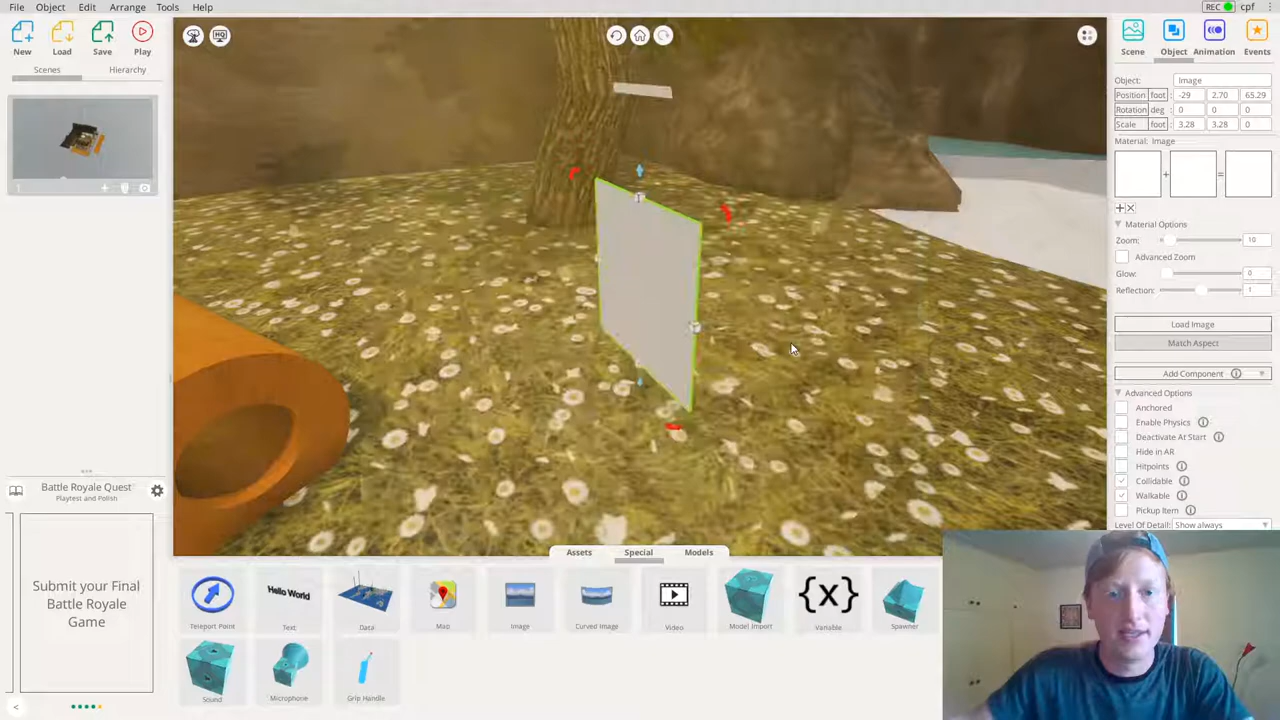 File Object Edit Arrange Tools Help
REC cpf
New Load Save Play
Scenes Hierarchy
HQ
1
Battle Royale Quest
Playtest and Polish
Submit your Final
Battle Royale
Game
Scene Object Animation Events
Object: Image
Position foot : -29 2.70 65.29
Rotation deg : 0 0 0
Scale foot : 3.28 3.28 0
Material: Image
+ =
Material Options
Zoom: 10
Advanced Zoom
Glow: 0
Reflection: 1
Load Image
Match Aspect
Add Component
Advanced Options
Anchored
Enable Physics
Deactivate At Start
Hide in AR
Hitpoints
Collidable
Walkable
Pickup Item
Level Of Detail: Show always
Assets Special Models
Hello World {x}
Teleport Point Text Data Map Image Curved Image Video Model Import Variable Spawner
Sound Microphone Grip Handle